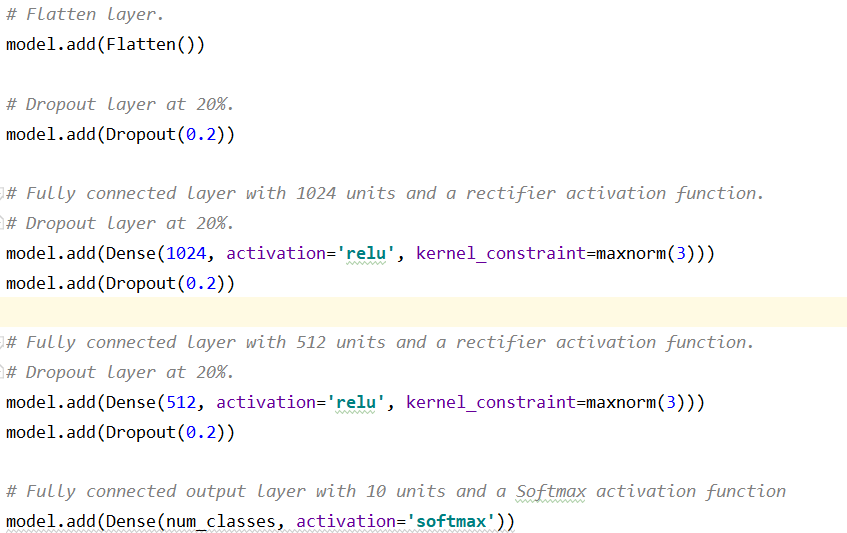 # Flatten layer.
model.add(Flatten())
# Dropout layer at 20%.
model.add(Dropout(0.2))
# Fully connected layer with 1024 units and a rectifier activation function.
# Dropout layer at 20%.
model.add(Dense(1024, activation='relu', kernel_constraint=maxnorm(3)))
model.add(Dropout(0.2))
# Fully connected layer with 512 units and a rectifier activation function.
# Dropout layer at 20%.
model.add(Dense(512, activation='relu', kernel_constraint=maxnorm(3)))
model.add(Dropout(0.2))
# Fully connected output layer with 10 units and a Softmax activation function
model.add(Dense(num_classes, activation='softmax'))